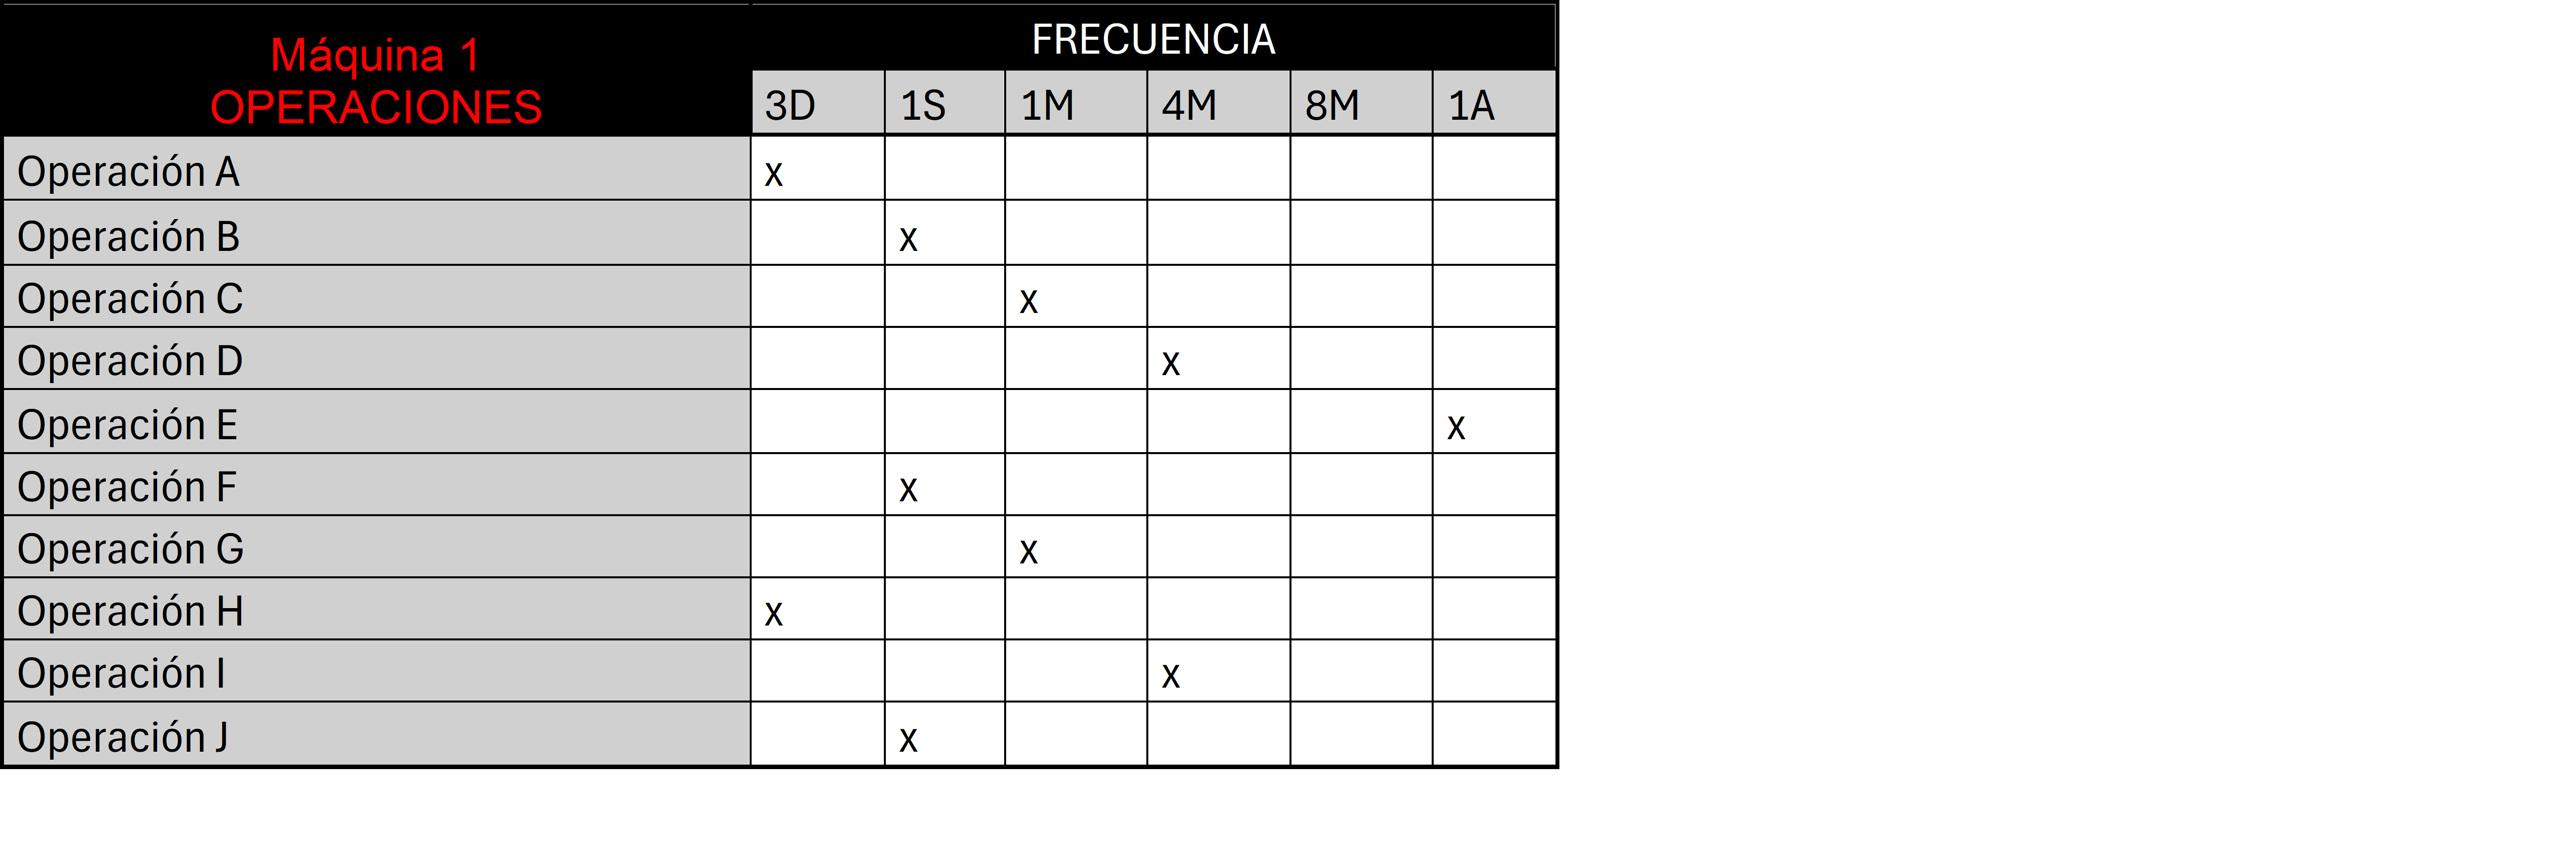 Máquina 1
OPERACIONES
FRECUENCIA
3D 1S 1M 4M 8M 1A
Operación A x
Operación B x
Operación C x
Operación D x
Operación E x
Operación F x
Operación G x
Operación H x
Operación I x
Operación J x